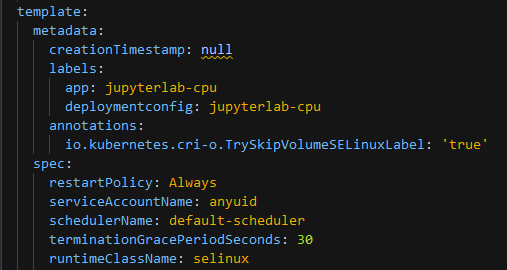 template:
  metadata:
    creationTimestamp: null
    labels:
      app: jupyterlab-cpu
      deploymentconfig: jupyterlab-cpu
    annotations:
      io.kubernetes.cri-o.TrySkipVolumeSELinuxLabel: 'true'
  spec:
    restartPolicy: Always
    serviceAccountName: anyuid
    schedulerName: default-scheduler
    terminationGracePeriodSeconds: 30
    runtimeClassName: selinux